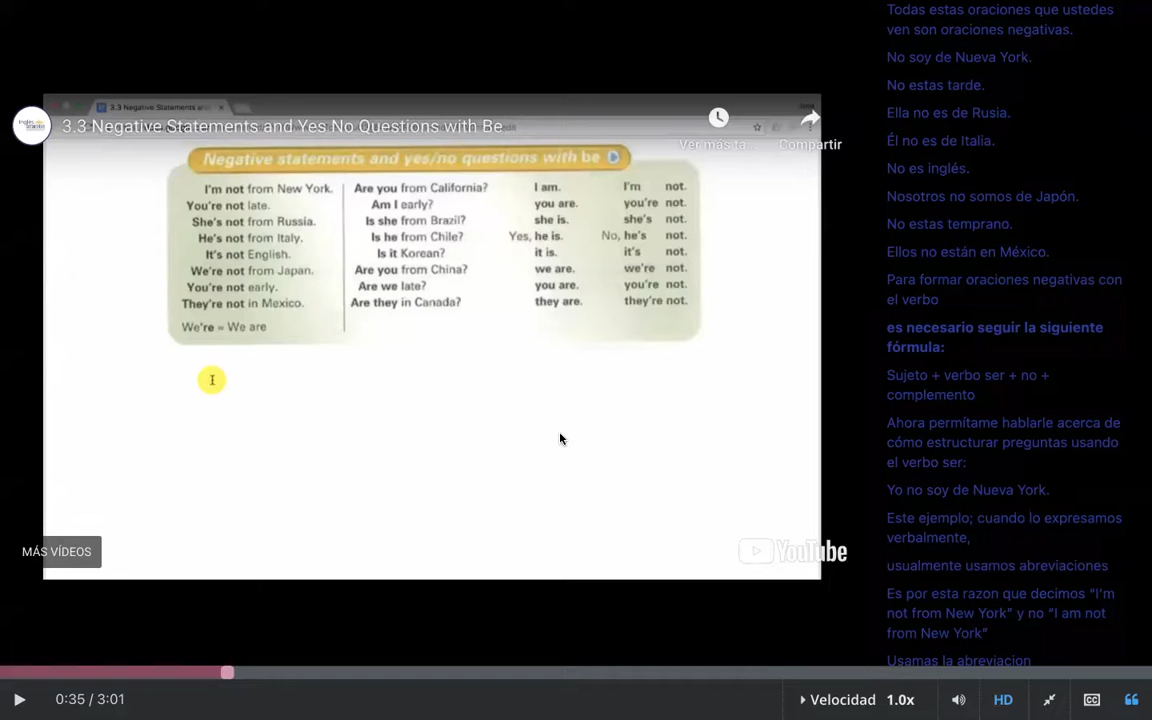 3.3 Negative Statements and
3.3 Negative Statements and Yes No Questions with Be
Ver más ta...
Compartir
Negative statements and yes/no questions with be
I'm not from New York.
You're not late.
She's not from Russia.
He's not from Italy.
It's not English.
We're not from Japan.
You're not early.
They're not in Mexico.
We're = We are
Are you from California?
Am I early?
Is she from Brazil?
Is he from Chile?
Is it Korean?
Are you from China?
Are we late?
Are they in Canada?
I am.
you are.
she is.
Yes, he is.
it is.
we are.
you are.
they are.
I'm not.
you're not.
she's not.
No, he's not.
it's not.
we're not.
you're not.
they're not.
MÁS VÍDEOS
YouTube
Todas estas oraciones que ustedes
ven son oraciones negativas.
No soy de Nueva York.
No estas tarde.
Ella no es de Rusia.
Él no es de Italia.
No es inglés.
Nosotros no somos de Japón.
No estas temprano.
Ellos no están en México.
Para formar oraciones negativas con
el verbo
es necesario seguir la siguiente
fórmula:
Sujeto + verbo ser + no +
complemento
Ahora permítame hablarle acerca de
cómo estructurar preguntas usando
el verbo ser:
Yo no soy de Nueva York.
Este ejemplo; cuando lo expresamos
verbalmente,
usualmente usamos abreviaciones
Es por esta razon que decimos “I'm
not from New York” y no “I am not
from New York”
Usamas la abreviacion
0:35 / 3:01
Velocidad 1.0x
HD
CC